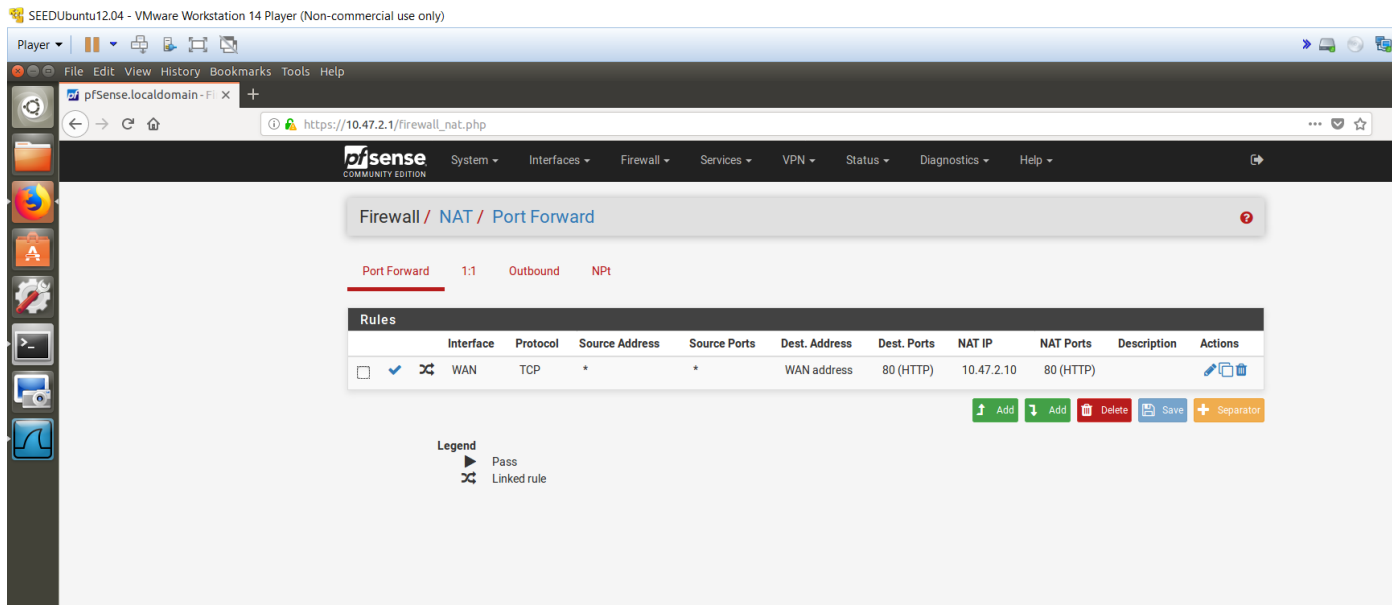 SEEDUbuntu12.04 - VMware Workstation 14 Player (Non-commercial use only)
Player
File Edit View History Bookmarks Tools Help
pfSense.localdomain - Fi
https://10.47.2.1/firewall_nat.php
pfsense System Interfaces Firewall Services VPN Status Diagnostics Help
COMMUNITY EDITION
Firewall / NAT / Port Forward
Port Forward 1:1 Outbound NPt
Rules
Interface Protocol Source Address Source Ports Dest. Address Dest. Ports NAT IP NAT Ports Description Actions
WAN TCP * * WAN address 80 (HTTP) 10.47.2.10 80 (HTTP)
Add Add Delete Save Separator
Legend
Pass
Linked rule